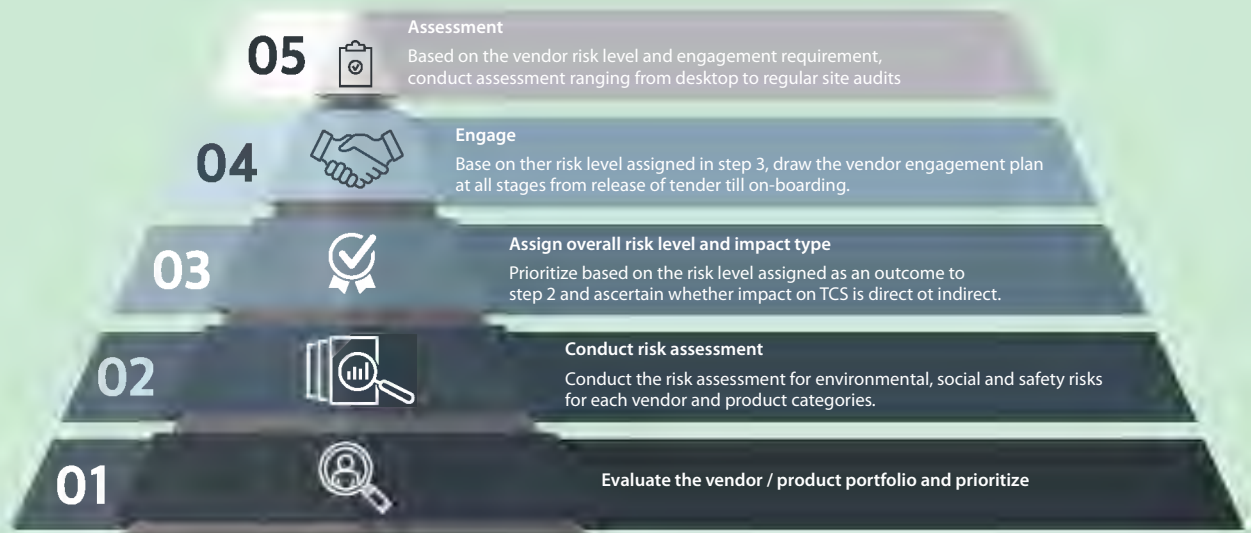 05
Assessment
Based on the vendor risk level and engagement requirement,
conduct assessment ranging from desktop to regular site audits
04
Engage
Base on ther risk level assigned in step 3, draw the vendor engagement plan
at all stages from release of tender till on-boarding.
03
Assign overall risk level and impact type
Prioritize based on the risk level assigned as an outcome to
step 2 and ascertain whether impact on TCS is direct ot indirect.
02
Conduct risk assessment
Conduct the risk assessment for environmental, social and safety risks
for each vendor and product categories.
01
Evaluate the vendor / product portfolio and prioritize